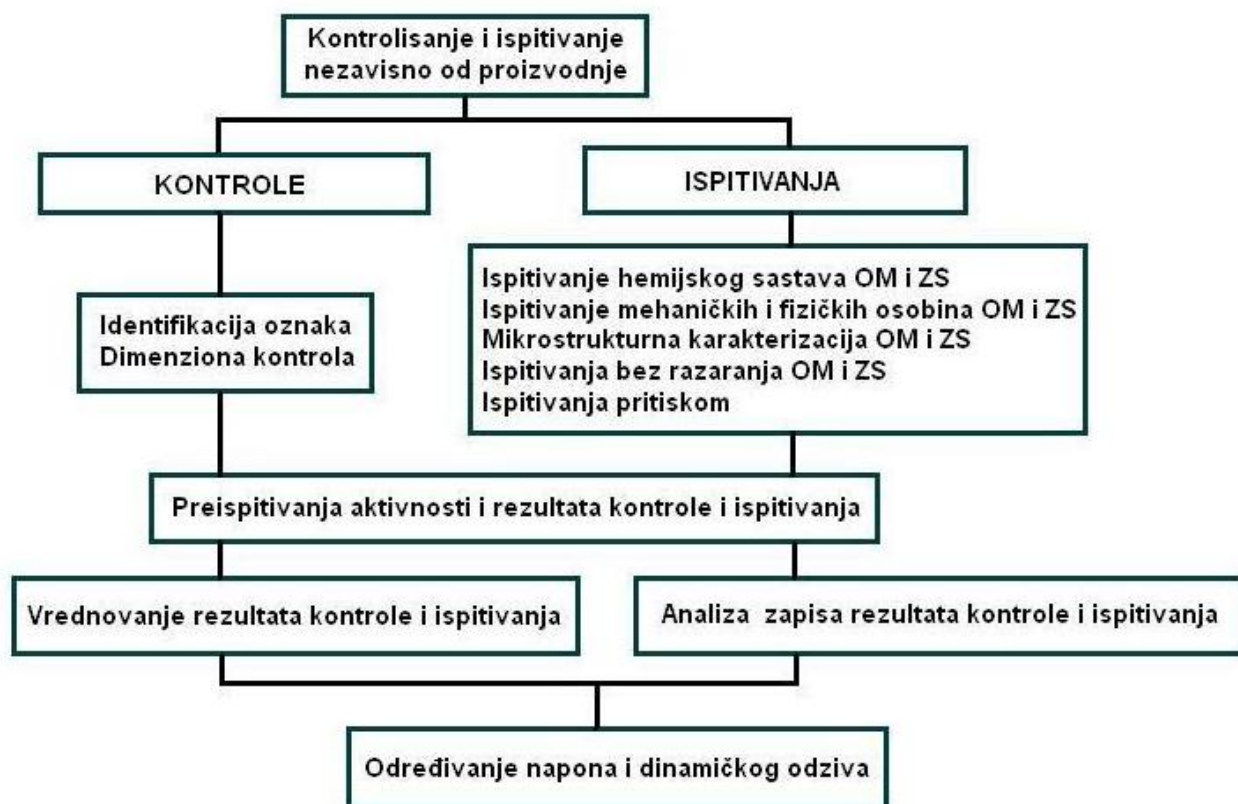 Kontrolisanje i ispitivanje
nezavisno od proizvodnje
KONTROLE
ISPITIVANJA
Identifikacija oznaka
Dimenziona kontrola
Ispitivanje hemijskog sastava OM i ZS
Ispitivanje mehaničkih i fizičkih osobina OM i ZS
Mikrostrukturna karakterizacija OM i ZS
Ispitivanja bez razaranja OM i ZS
Ispitivanja pritiskom
Preispitivanja aktivnosti i rezultata kontrole i ispitivanja
Vrednovanje rezultata kontrole i ispitivanja
Analiza zapisa rezultata kontrole i ispitivanja
Određivanje napona i dinamičkog odziva